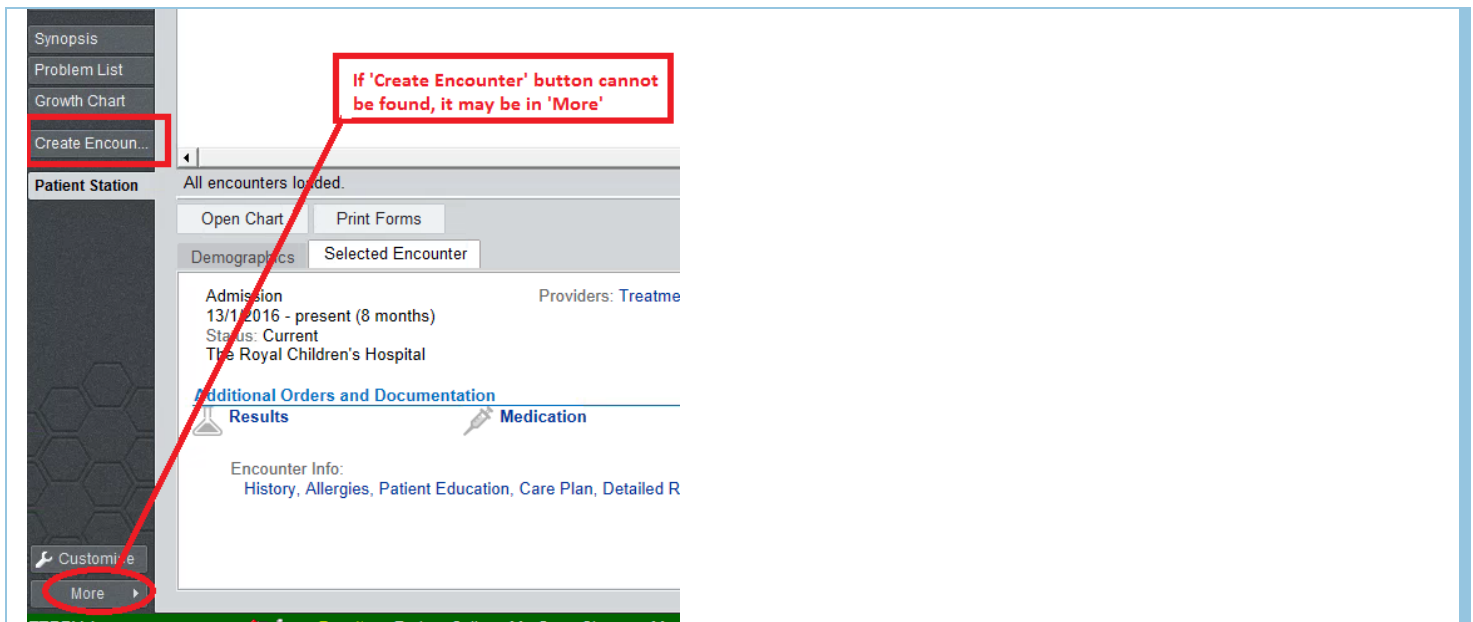 Synopsis
Problem List
Growth Chart
Create Encoun...
Patient Station
If 'Create Encounter' button cannot
be found, it may be in 'More'
All encounters loaded.
Open Chart
Print Forms
Demographics
Selected Encounter
Admission
Providers: Treatme
13/1/2016 - present (8 months)
Status: Current
The Royal Children's Hospital
Additional Orders and Documentation
Results
Medication
Encounter Info:
History, Allergies, Patient Education, Care Plan, Detailed R
Customize
More